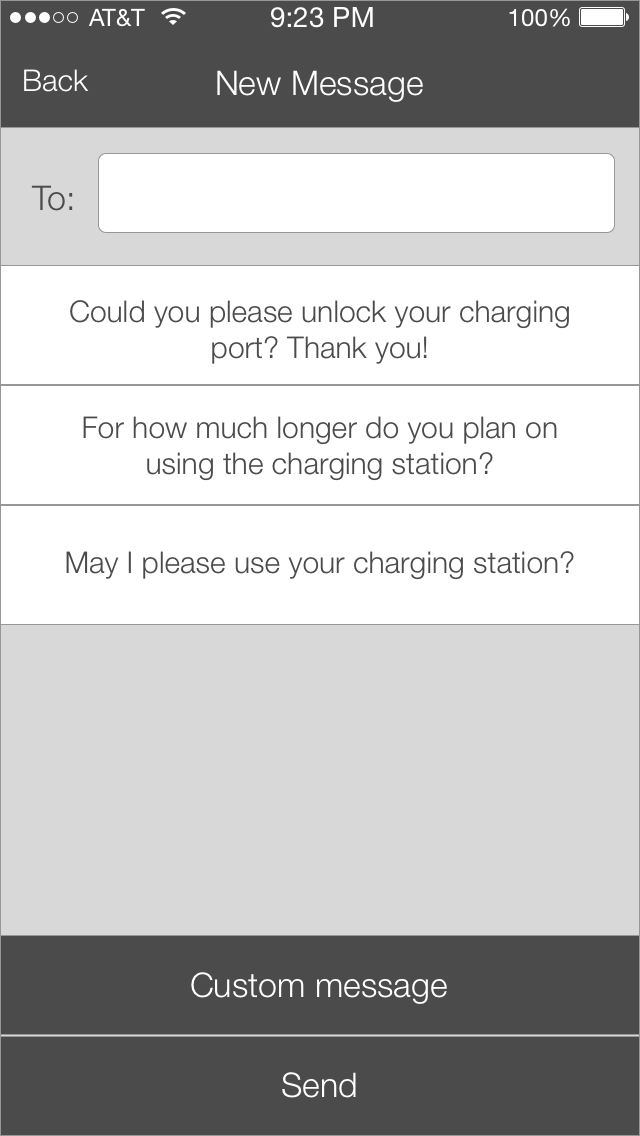 AT&T 9:23 PM 100%
Back New Message
To:
Could you please unlock your charging
port? Thank you!
For how much longer do you plan on
using the charging station?
May I please use your charging station?
Custom message
Send